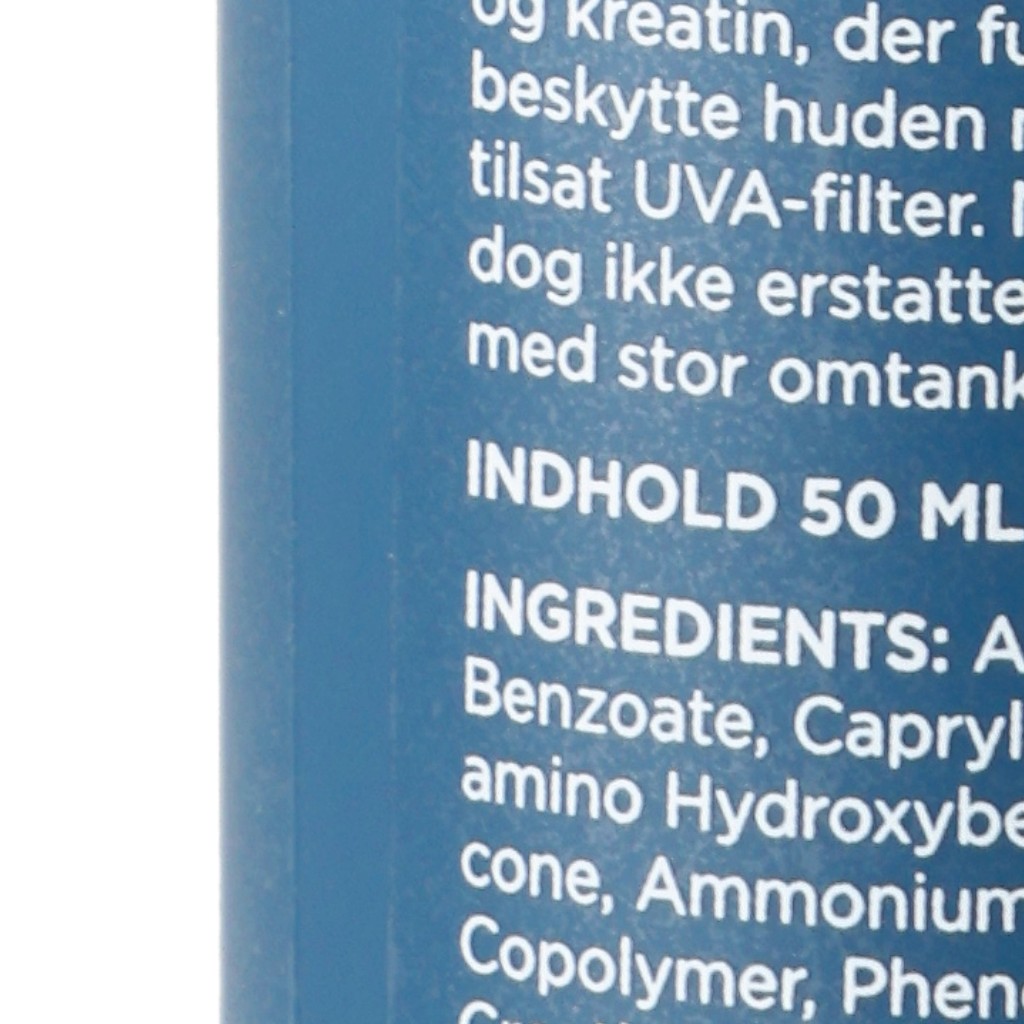 og kreatin, der fu
beskytte huden
tilsat UVA-filter.
dog ikke erstatte
med stor omtank
INDHOLD 50 ML
INGREDIENTS: A
Benzoate, Capryl
amino Hydroxybe
cone, Ammonium
Copolymer, Phen